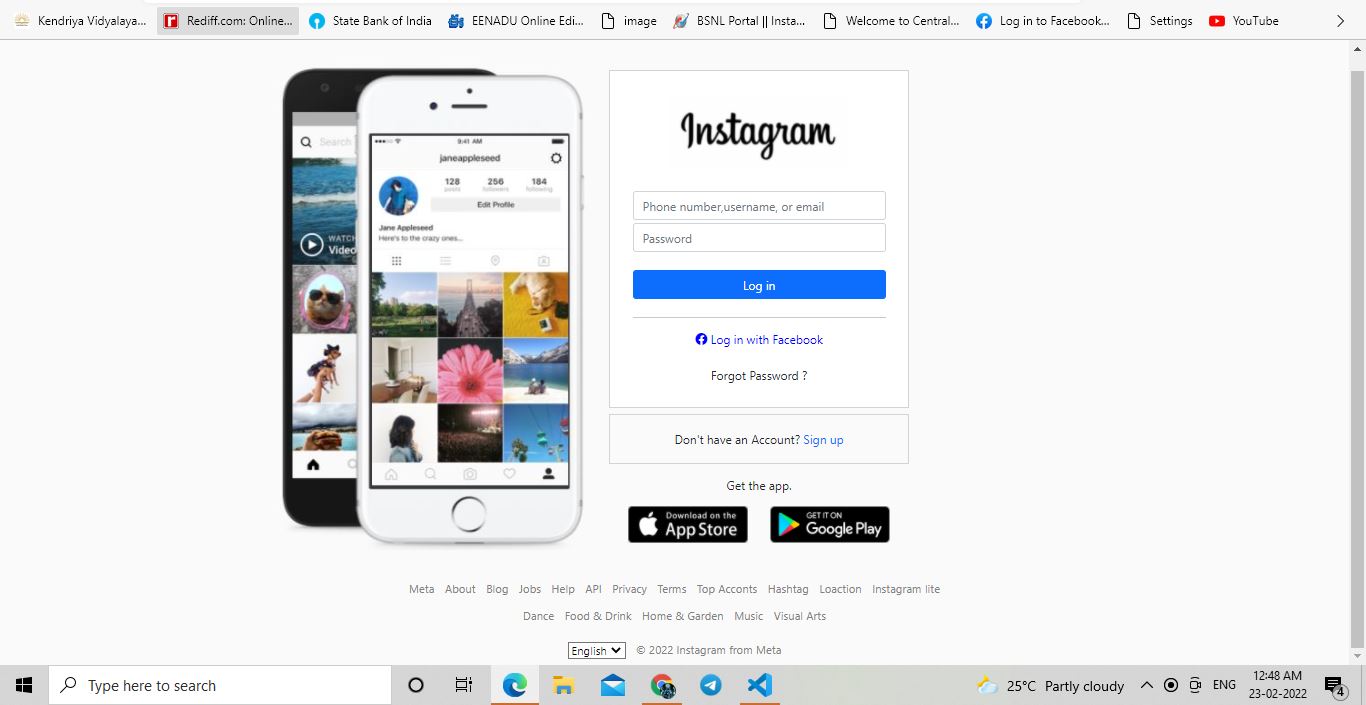 Kendriya Vidyalaya... Rediff.com: Online... State Bank of India EENADU Online Edi... image BSNL Portal || Insta... Welcome to Central... Log in to Facebook... Settings YouTube
Search
WATCH
Video
9:41 AM
janeappleseed
128 256 184
posts followers following
Edit Profile
Jane Appleseed
Here's to the crazy ones...
Instagram
Phone number,username, or email
Password
Log in
Log in with Facebook
Forgot Password ?
Don't have an Account? Sign up
Get the app.
Download on the
App Store
GET IT ON
Google Play
Meta About Blog Jobs Help API Privacy Terms Top Acconts Hashtag Loaction Instagram lite
Dance Food & Drink Home & Garden Music Visual Arts
English © 2022 Instagram from Meta
Type here to search
25°C Partly cloudy
ENG
12:48 AM
23-02-2022
4